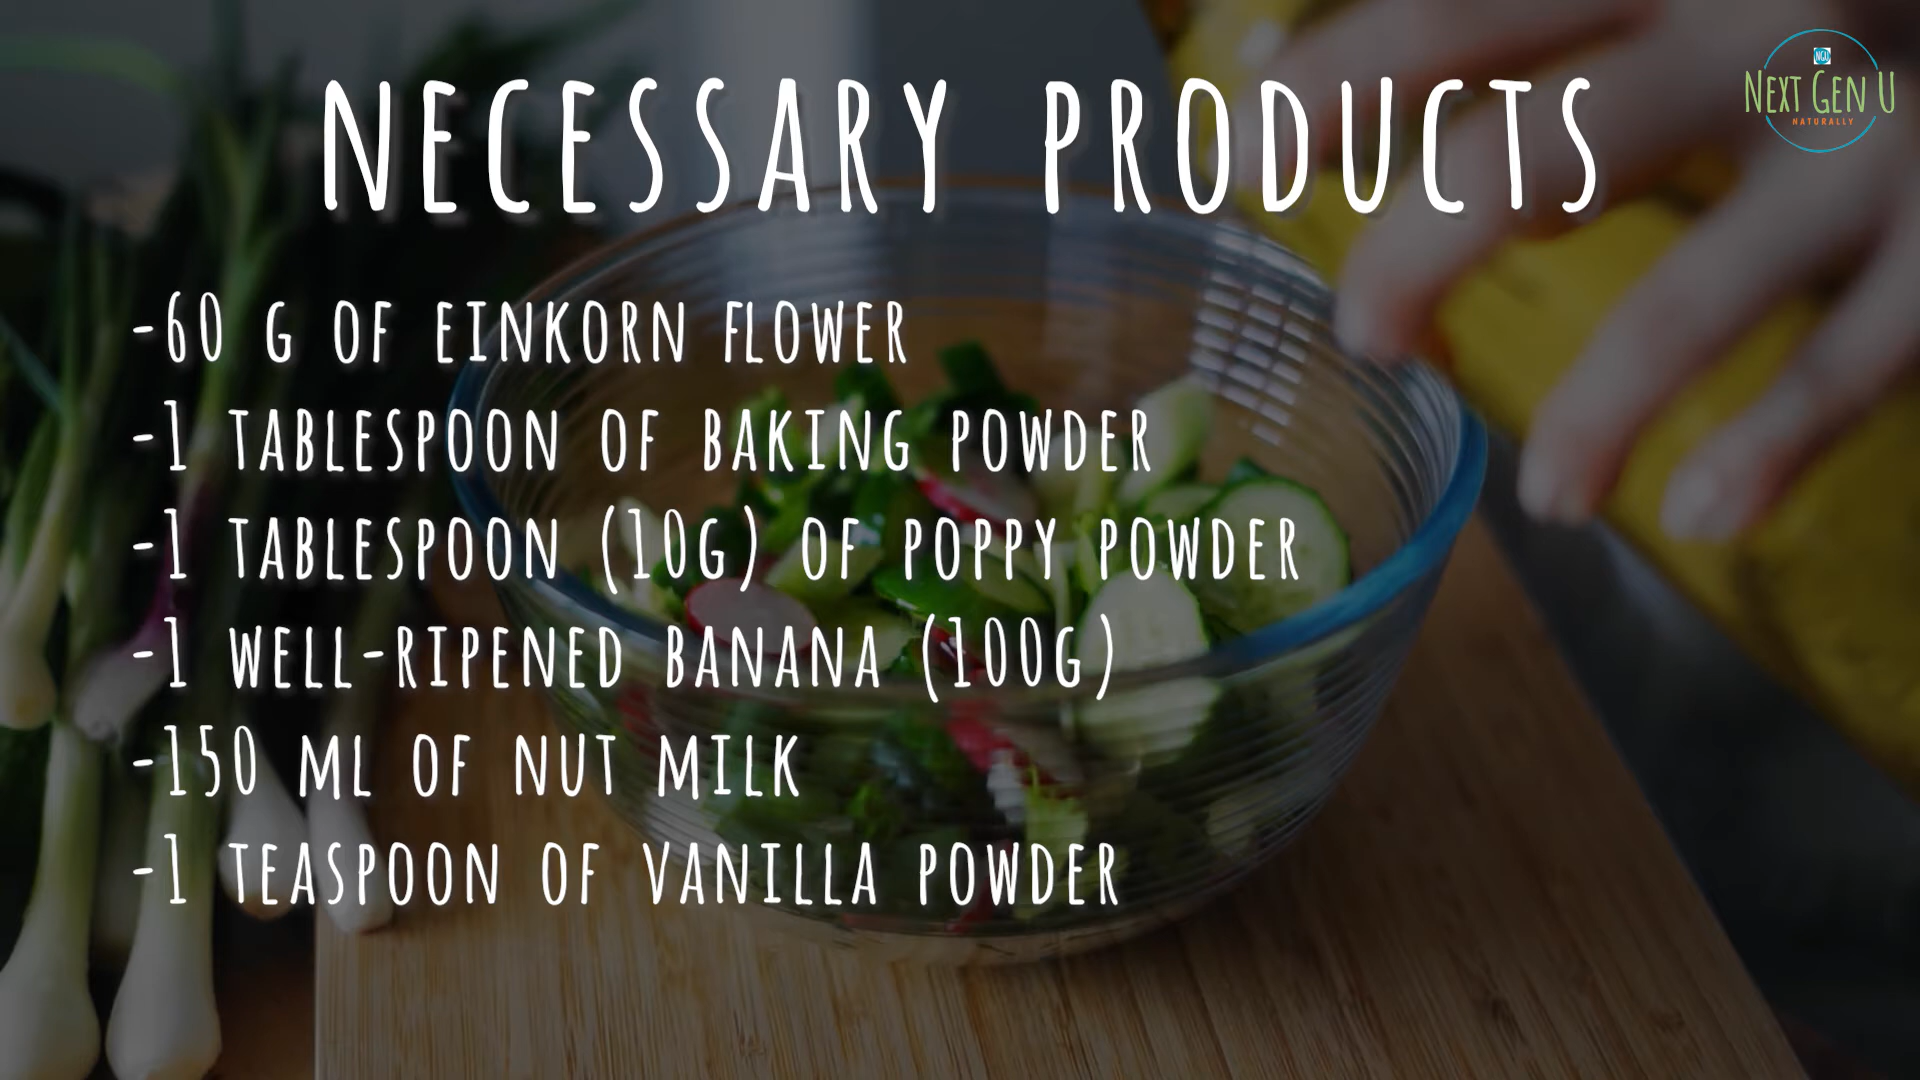 NECESSARY PRODUCTS
NGU
NEXT GEN U
NATURALLY
-60 G OF EINKORN FLOWER
-1 TABLESPOON OF BAKING POWDER
-1 TABLESPOON (10G) OF POPPY POWDER
-1 WELL-RIPENED BANANA (100G)
-150 ML OF NUT MILK
-1 TEASPOON OF VANILLA POWDER